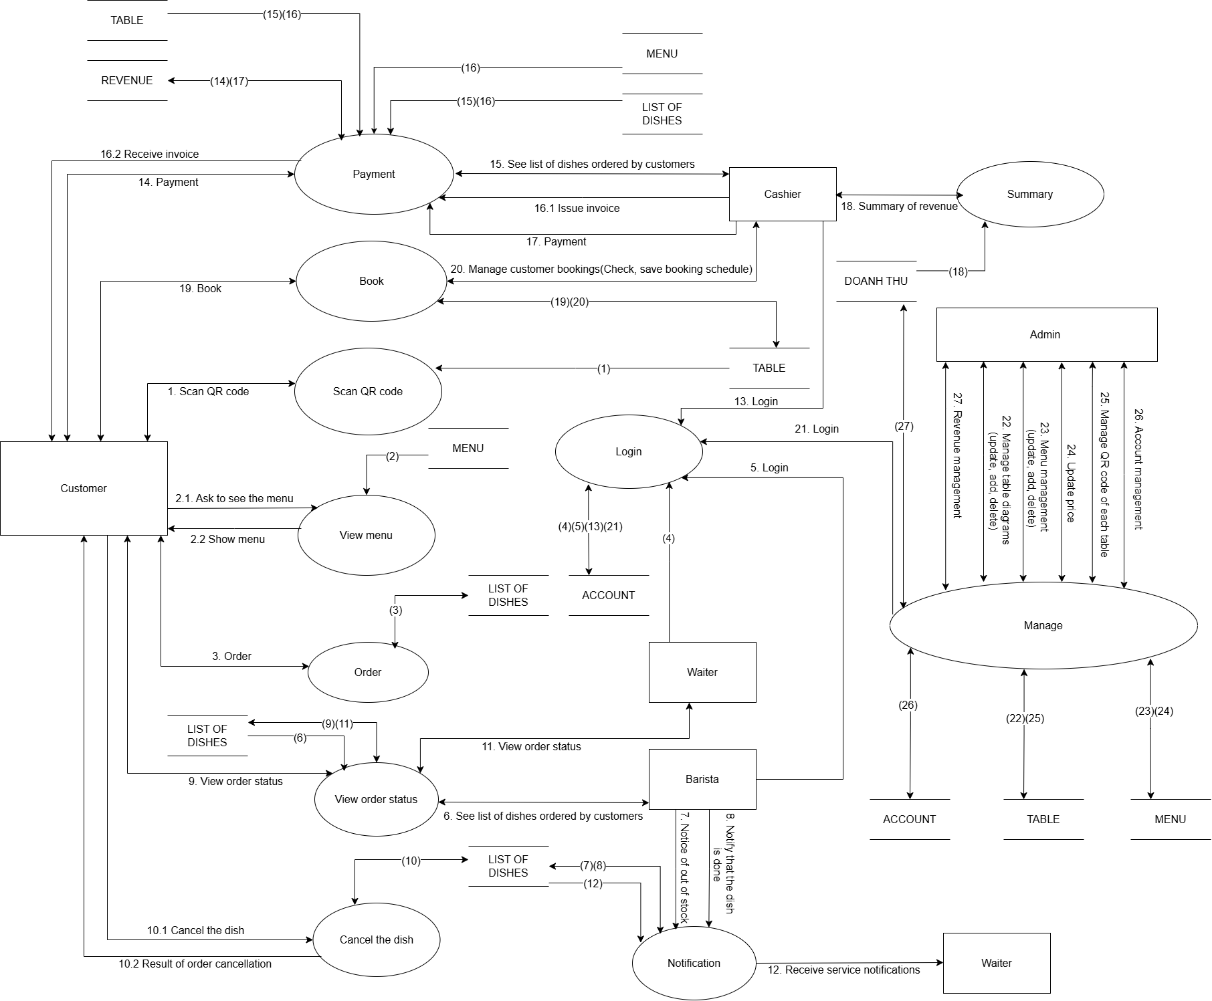 TABLE
(15)(16)
MENU
REVENUE
(14)(17)
(16)
(15)(16)
LIST OF
DISHES
16.2 Receive invoice
15. See list of dishes ordered by customers
Payment
14. Payment
Cashier
Summary
16.1 Issue invoice
18. Summary of revenue
17. Payment
20. Manage customer bookings(Check, save booking schedule)
(18)
Book
DOANH THU
19. Book
(19)(20)
Admin
TABLE
(1)
1. Scan QR code
Scan QR code
13. Login
27. Revenue management
22. Manage table diagrams
(update, add, delete)
23. Menu management
(update, add, delete)
24. Update price
25. Manage QR code of each table
26. Account management
(27)
21. Login
MENU
(2)
Login
5. Login
Customer
2.1. Ask to see the menu
(4)(5)(13)(21)
View menu
2.2 Show menu
(4)
LIST OF
DISHES
ACCOUNT
(3)
Manage
3. Order
Order
Waiter
(26)
(22)(25)
(23)(24)
LIST OF
DISHES
(9)(11)
(6)
11. View order status
9. View order status
Barista
View order status
6. See list of dishes ordered by customers
ACCOUNT
TABLE
MENU
7. Notice of out of stock
8. Notify that the dish
is done
(10)
LIST OF
DISHES
(7)(8)
(12)
10.1 Cancel the dish
Cancel the dish
10.2 Result of order cancellation
Notification
12. Receive service notifications
Waiter